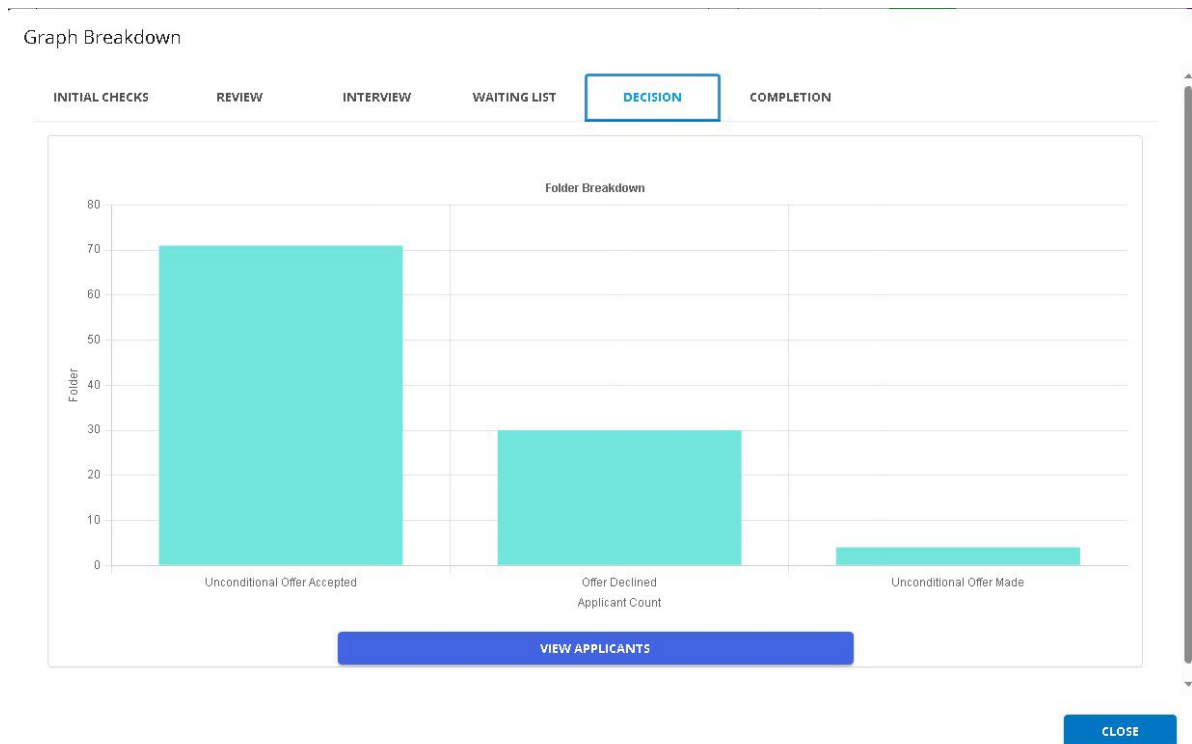 Graph Breakdown
INITIAL CHECKS REVIEW INTERVIEW WAITING LIST DECISION COMPLETION
Folder Breakdown
80
70
60
50
40
30
20
10
0
Folder
Unconditional Offer Accepted Offer Declined Unconditional Offer Made
Applicant Count
VIEW APPLICANTS
CLOSE